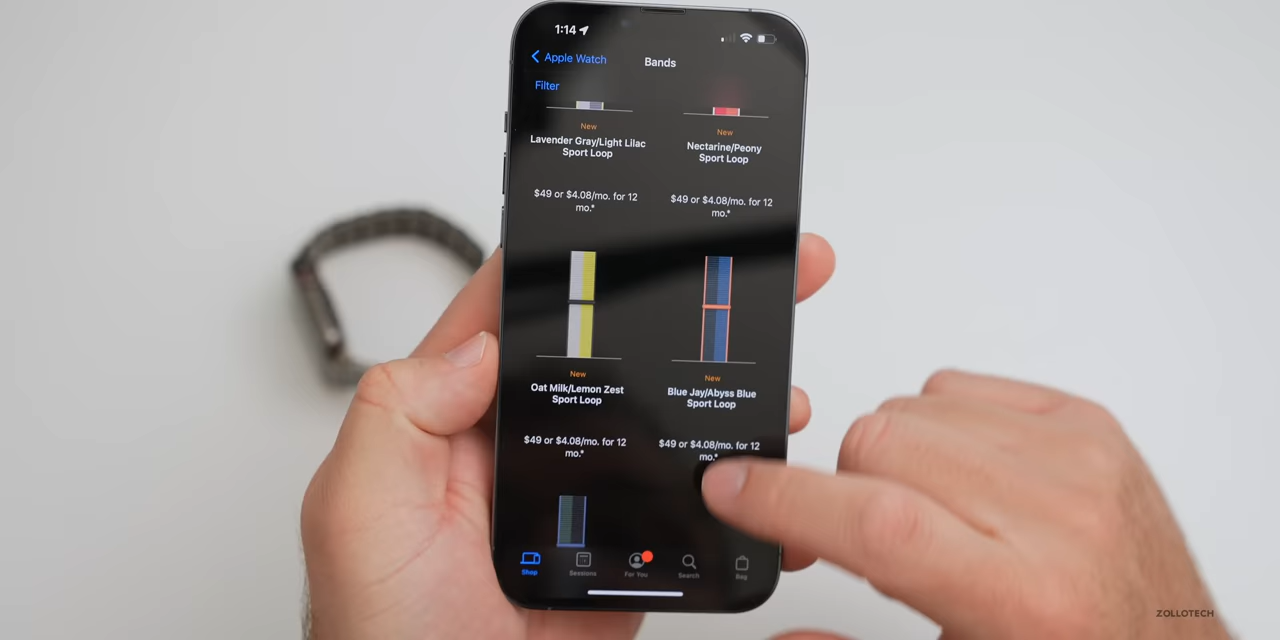 1:14
Apple Watch
Bands
Filter
New
Lavender Gray/Light Lilac
Sport Loop
$49 or $4.08/mo. for 12
mo.*
New
Nectarine/Peony
Sport Loop
$49 or $4.08/mo. for 12
mo.*
New
Oat Milk/Lemon Zest
Sport Loop
$49 or $4.08/mo. for 12
mo.*
New
Blue Jay/Abyss Blue
Sport Loop
$49 or $4.08/mo. for 12
mo.*
Shop
Sessions
For You
Search
Bag
ZOLLOTECH